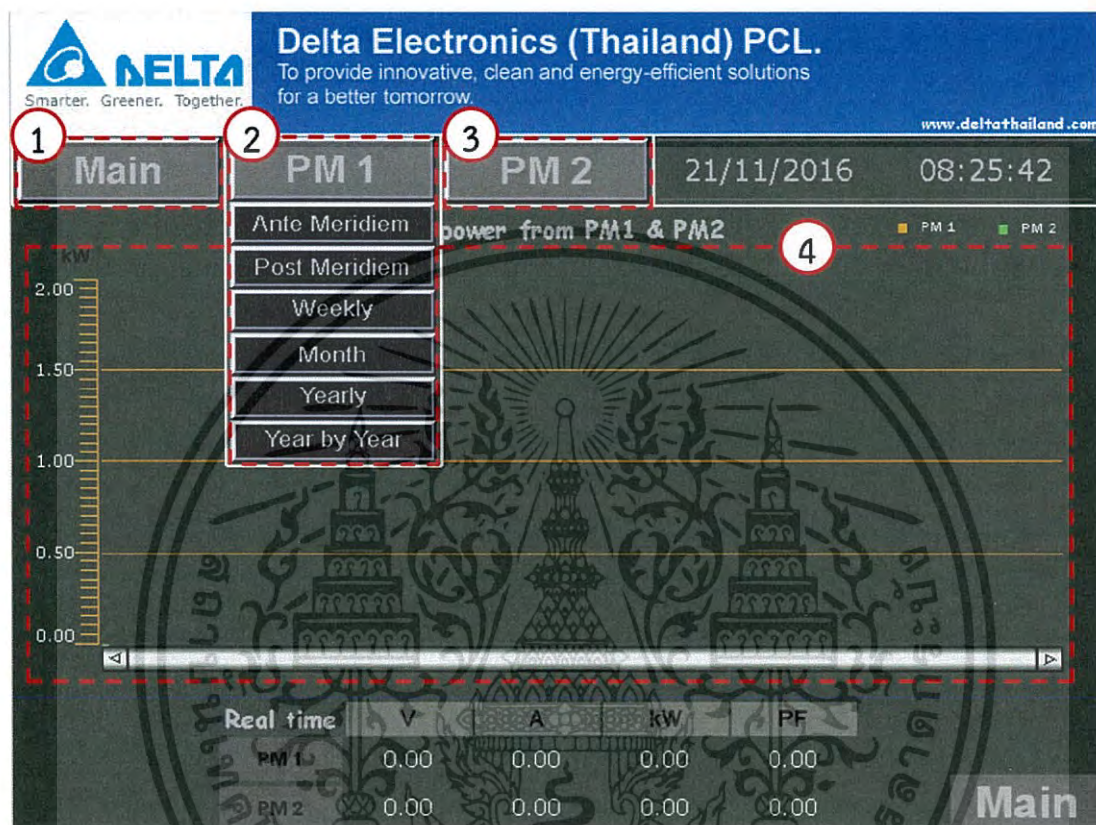 DELTA
Smarter. Greener. Together.
Delta Electronics (Thailand) PCL.
To provide innovative, clean and energy-efficient solutions
for a better tomorrow.
www.deltathailand.com
1
2
3
Main
PM 1
PM 2
21/11/2016
08:25:42
Ante Meridiem
Post Meridiem
Weekly
Month
Yearly
Year by Year
power from PM1 & PM2
PM 1
PM 2
4
kW
2.00
1.50
1.00
0.50
0.00
Real time V A kW PF
PM 1 0.00 0.00 0.00 0.00
PM 2 0.00 0.00 0.00 0.00
Main